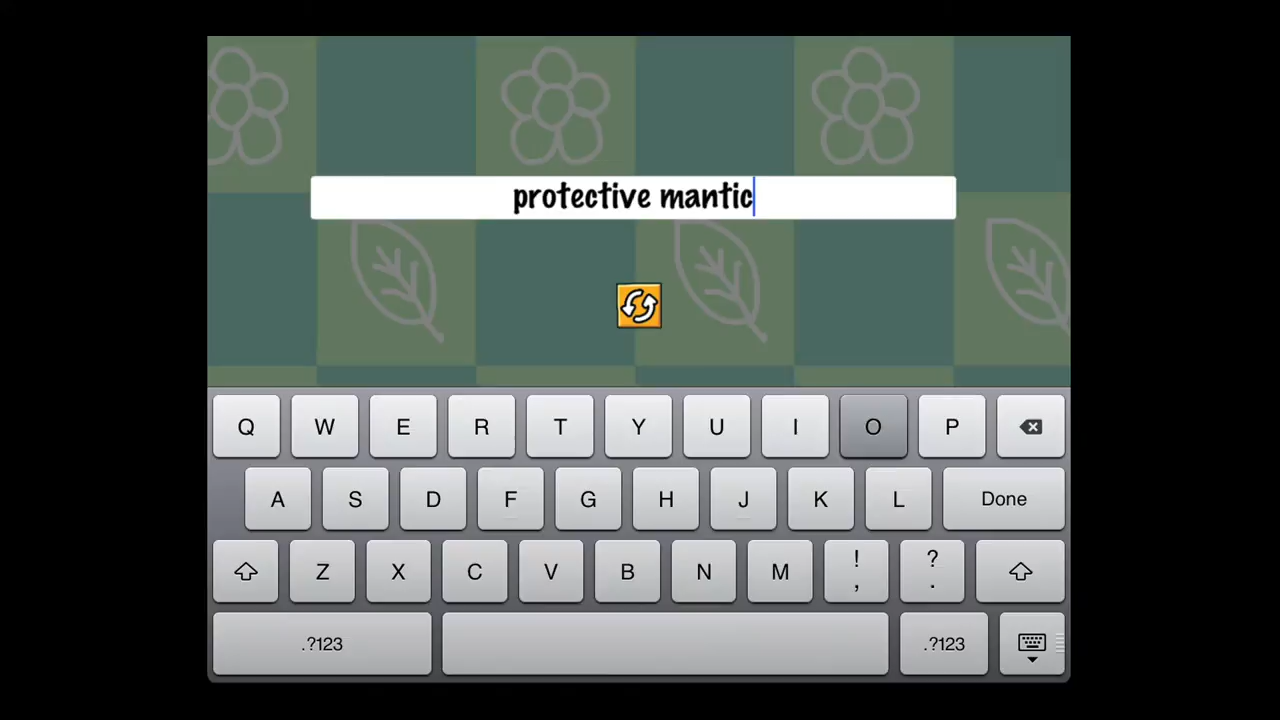 protective mantic
Q W E R T Y U I O P
A S D F G H J K L Done
Z X C V B N M ! , ? .
.?123 .?123